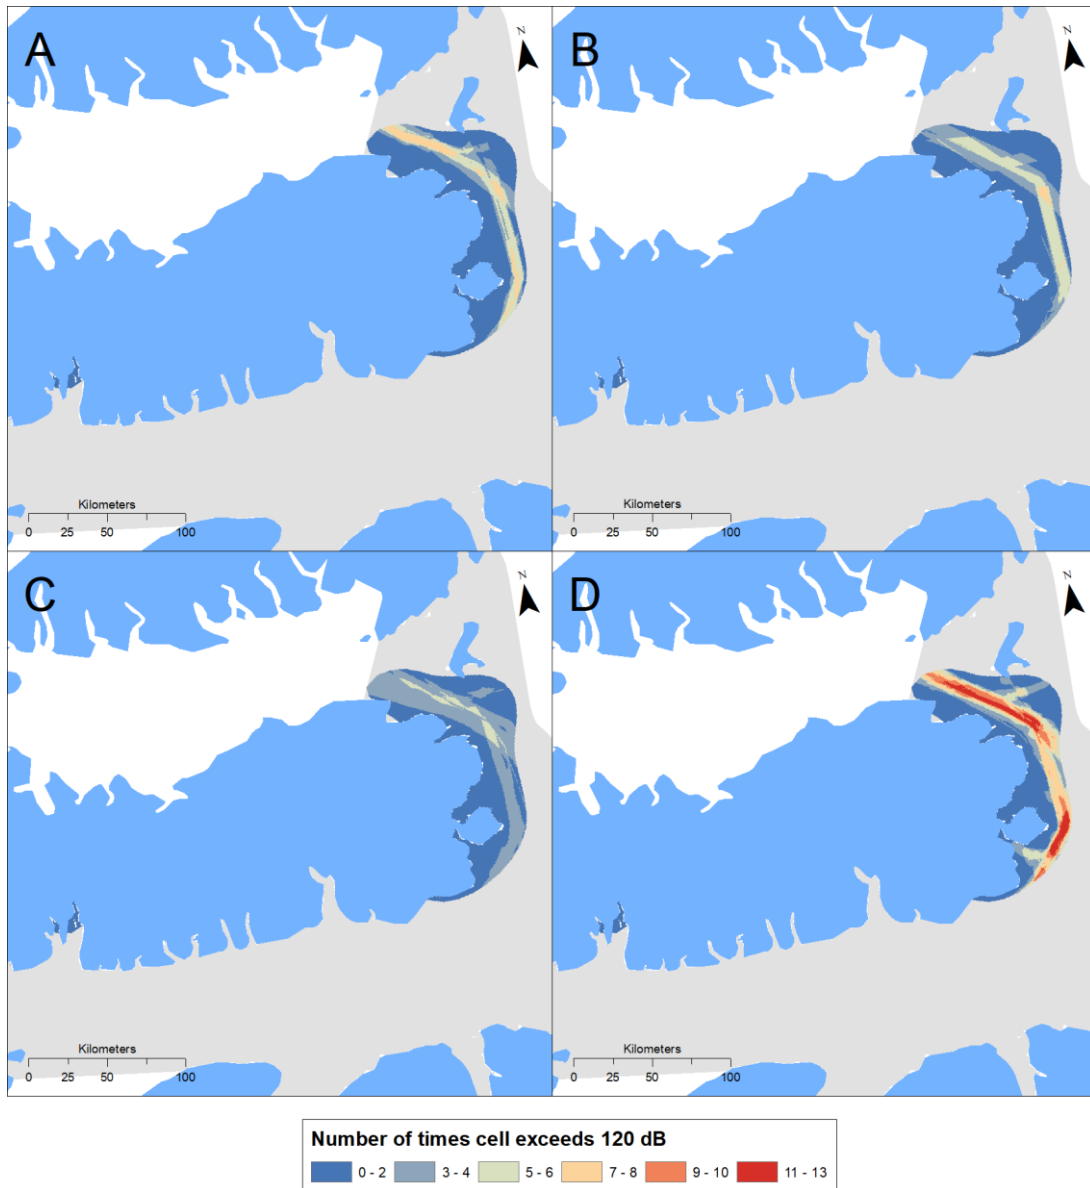 A
N
B
N
Kilometers
0 25 50 100
Kilometers
0 25 50 100
C
N
D
N
Kilometers
0 25 50 100
Kilometers
0 25 50 100
Number of times cell exceeds 120 dB
0 - 2 3 - 4 5 - 6 7 - 8 9 - 10 11 - 13